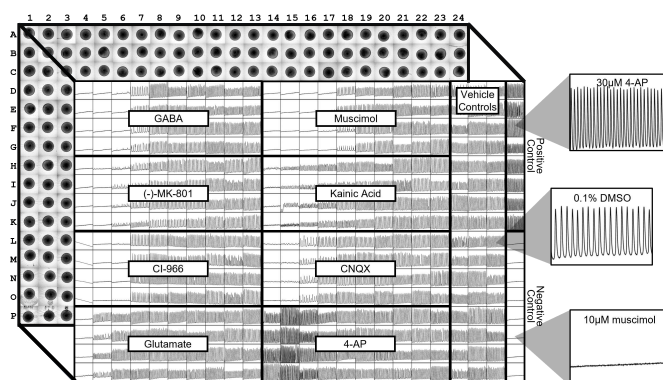 1 2 3 4 5 6 7 8 9 10 11 12 13 14 15 16 17 18 19 20 21 22 23 24
A
B
C
D
E
F
G
H
I
J
K
L
M
N
O
P
GABA
Muscimol
Vehicle
Controls
(-)-MK-801
Kainic Acid
CI-966
CNQX
Glutamate
4-AP
Positive
Control
Negative
Control
30µM 4-AP
0.1% DMSO
10µM muscimol